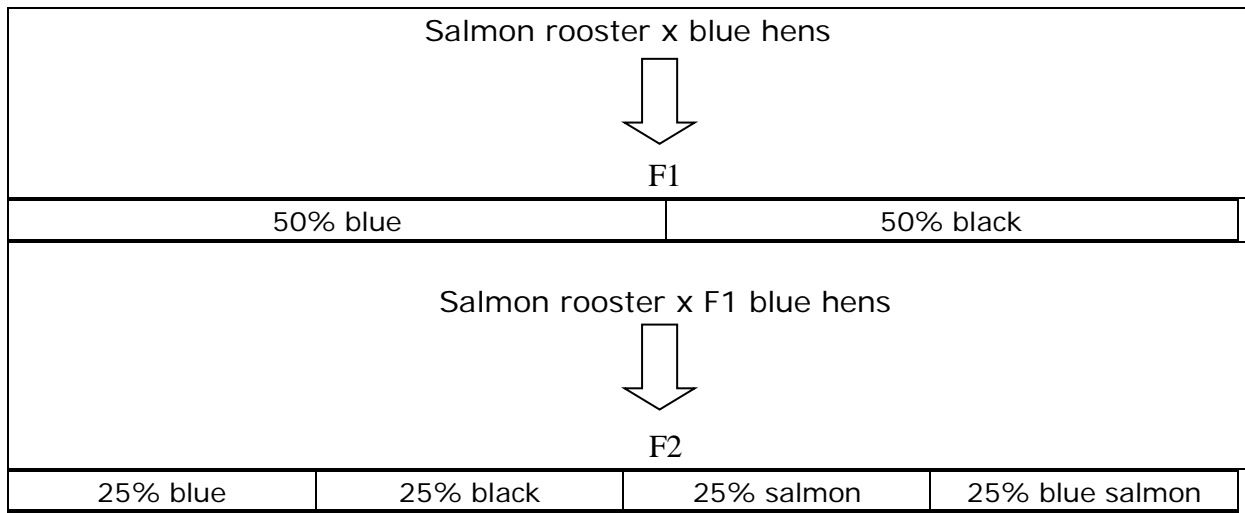 Salmon rooster x blue hens
F1
50% blue 50% black
Salmon rooster x F1 blue hens
F2
25% blue 25% black 25% salmon 25% blue salmon